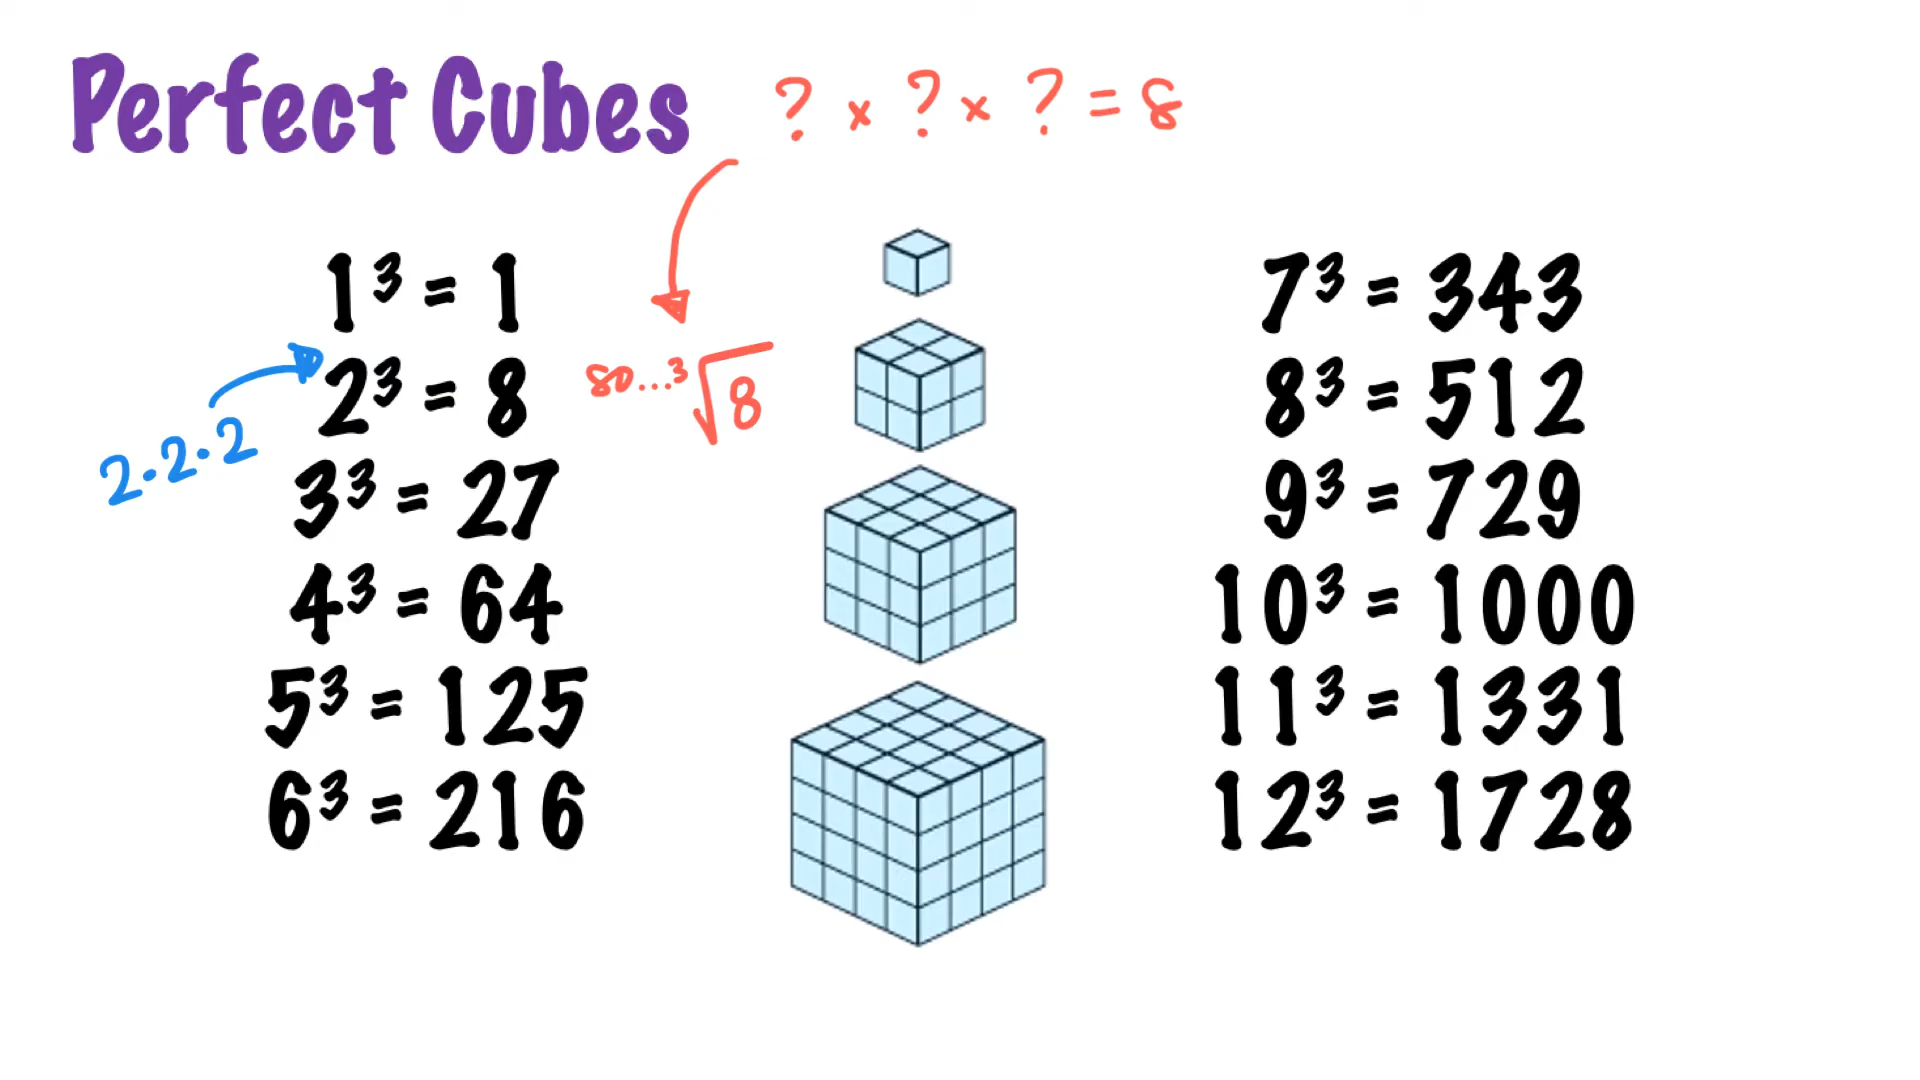 Perfect Cubes
? × ? × ? = 8
1³ = 1
2³ = 8
2·2·2
so...³√8
3³ = 27
4³ = 64
5³ = 125
6³ = 216
7³ = 343
8³ = 512
9³ = 729
10³ = 1000
11³ = 1331
12³ = 1728